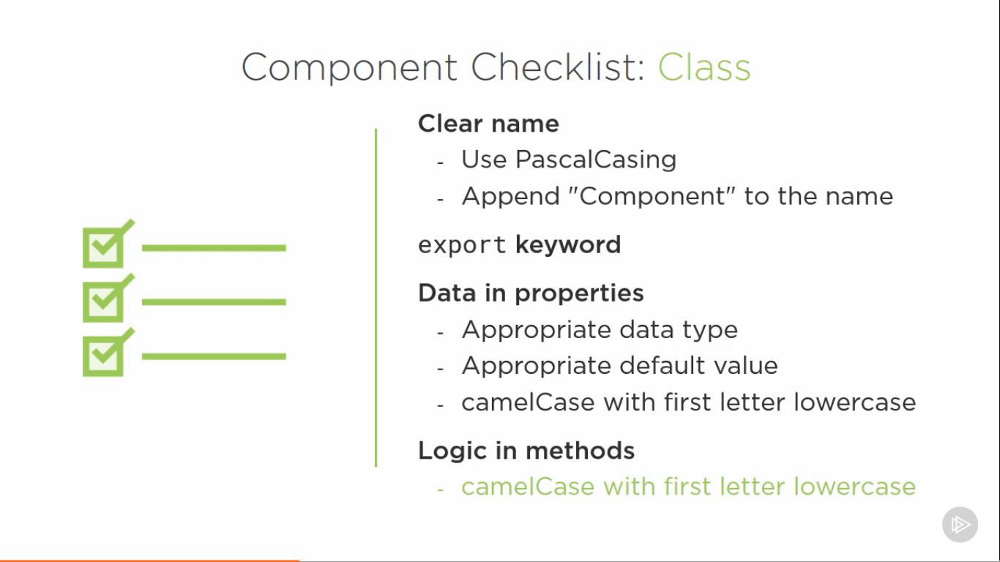 Component Checklist: Class
Clear name
- Use PascalCasing
- Append "Component" to the name
export keyword
Data in properties
- Appropriate data type
- Appropriate default value
- camelCase with first letter lowercase
Logic in methods
- camelCase with first letter lowercase